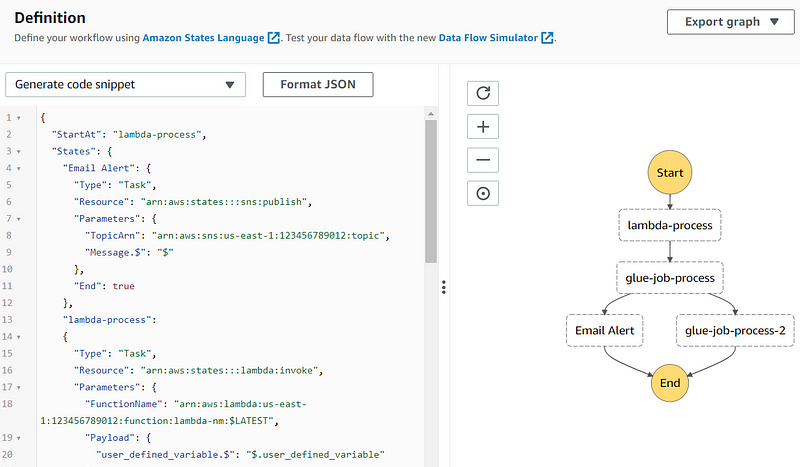 Definition
Export graph
Define your workflow using Amazon States Language. Test your data flow with the new Data Flow Simulator.
Generate code snippet
Format JSON
1 {
2 "StartAt": "lambda-process",
3 "States": {
4 "Email Alert": {
5 "Type": "Task",
6 "Resource": "arn:aws:states:::sns:publish",
7 "Parameters": {
8 "TopicArn": "arn:aws:sns:us-east-1:123456789012:topic",
9 "Message.$": "$"
10 },
11 "End": true
12 },
13 "lambda-process":
14 {
15 "Type": "Task",
16 "Resource": "arn:aws:states:::lambda:invoke",
17 "Parameters": {
18 "FunctionName": "arn:aws:lambda:us-east-
1:123456789012:function:lambda-nm:$LATEST",
19 "Payload": {
20 "user_defined_variable.$": "$.user_defined_variable"
Start
lambda-process
glue-job-process
Email Alert
glue-job-process-2
End